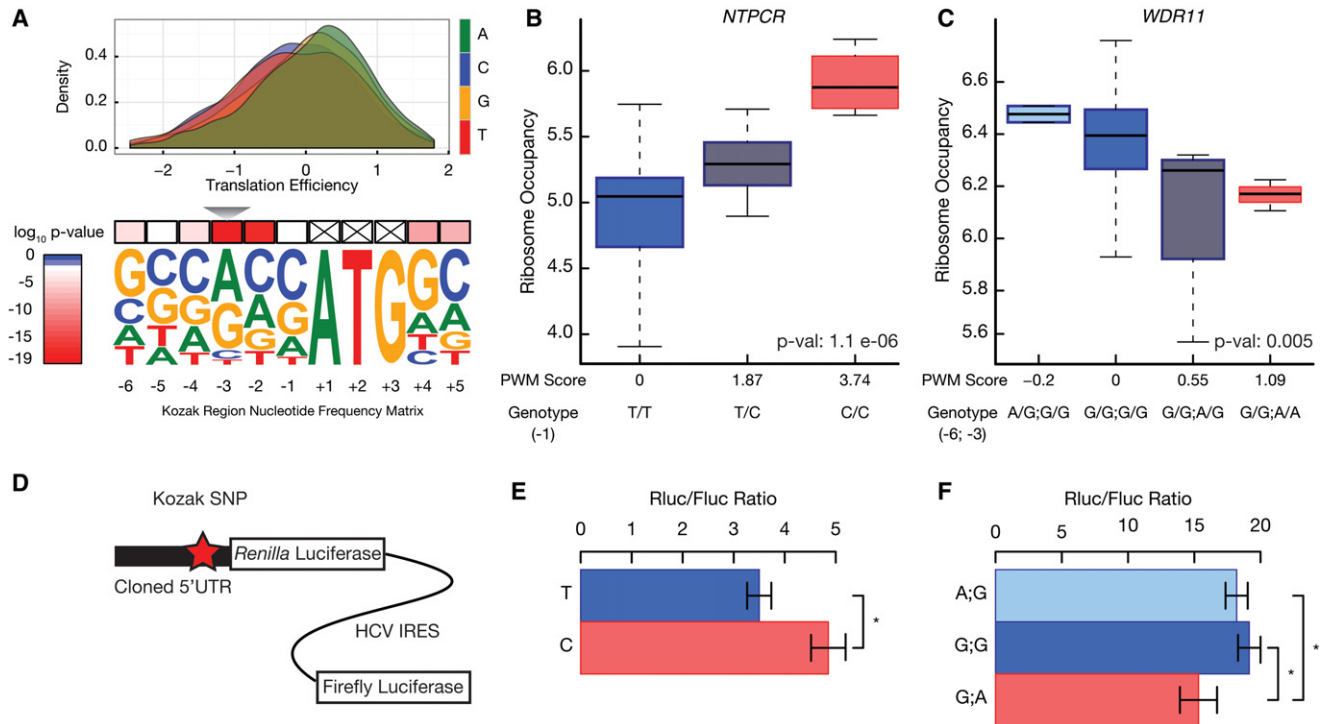 A
Density
0.4
0.2
0.0
−2
−1
0
1
2
Translation Efficiency
A
C
G
T
log10 p-value
0
−5
−10
−15
−19
G C C A C C A T G G C
C G G G A G A A
A T A C G A T G
T A T T T T C T
-6 -5 -4 -3 -2 -1 +1 +2 +3 +4 +5
Kozak Region Nucleotide Frequency Matrix
B
NTPCR
Ribosome Occupancy
6.0
5.5
5.0
4.5
4.0
p-val: 1.1 e-06
PWM Score 0 1.87 3.74
Genotype T/T T/C C/C
(-1)
C
WDR11
Ribosome Occupancy
6.6
6.4
6.2
6.0
5.8
5.6
p-val: 0.005
PWM Score −0.2 0 0.55 1.09
Genotype A/G;G/G G/G;G/G G/G;A/G G/G;A/A
(-6; -3)
D
Kozak SNP
Renilla Luciferase
Cloned 5'UTR
HCV IRES
Firefly Luciferase
E
Rluc/Fluc Ratio
0 1 2 3 4 5
T
C
*
F
Rluc/Fluc Ratio
0 5 10 15 20
A;G
G;G
G;A
*
*